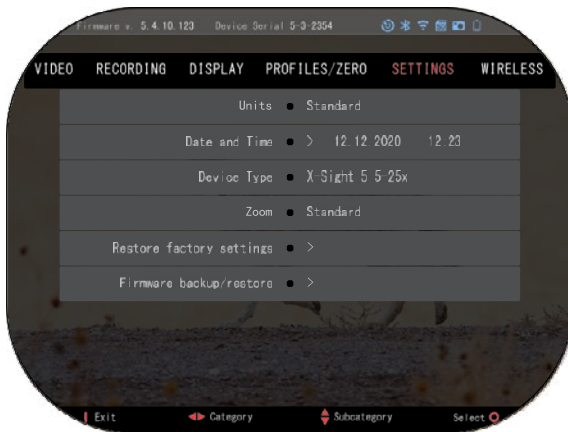 Firmware v. 5.4.10.123 Device Serial 5-3-2354
VIDEO RECORDING DISPLAY PROFILES/ZERO SETTINGS WIRELESS
Units Standard
Date and Time > 12.12.2020 12.23
Device Type X-Sight 5 5-25x
Zoom Standard
Restore factory settings >
Firmware backup/restore >
Exit Category Subcategory Select